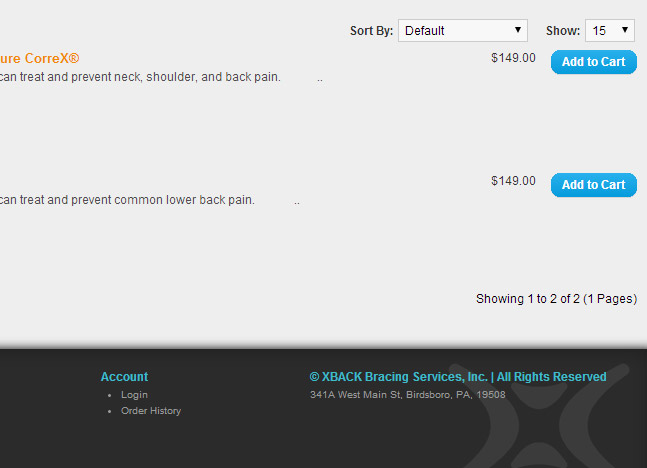 Sort By: Default Show: 15
ure CorreX® $149.00 Add to Cart
can treat and prevent neck, shoulder, and back pain. ..
$149.00 Add to Cart
can treat and prevent common lower back pain. ..
Showing 1 to 2 of 2 (1 Pages)
Account
Login
Order History
© XBACK Bracing Services, Inc. | All Rights Reserved
341A West Main St, Birdsboro, PA, 19508